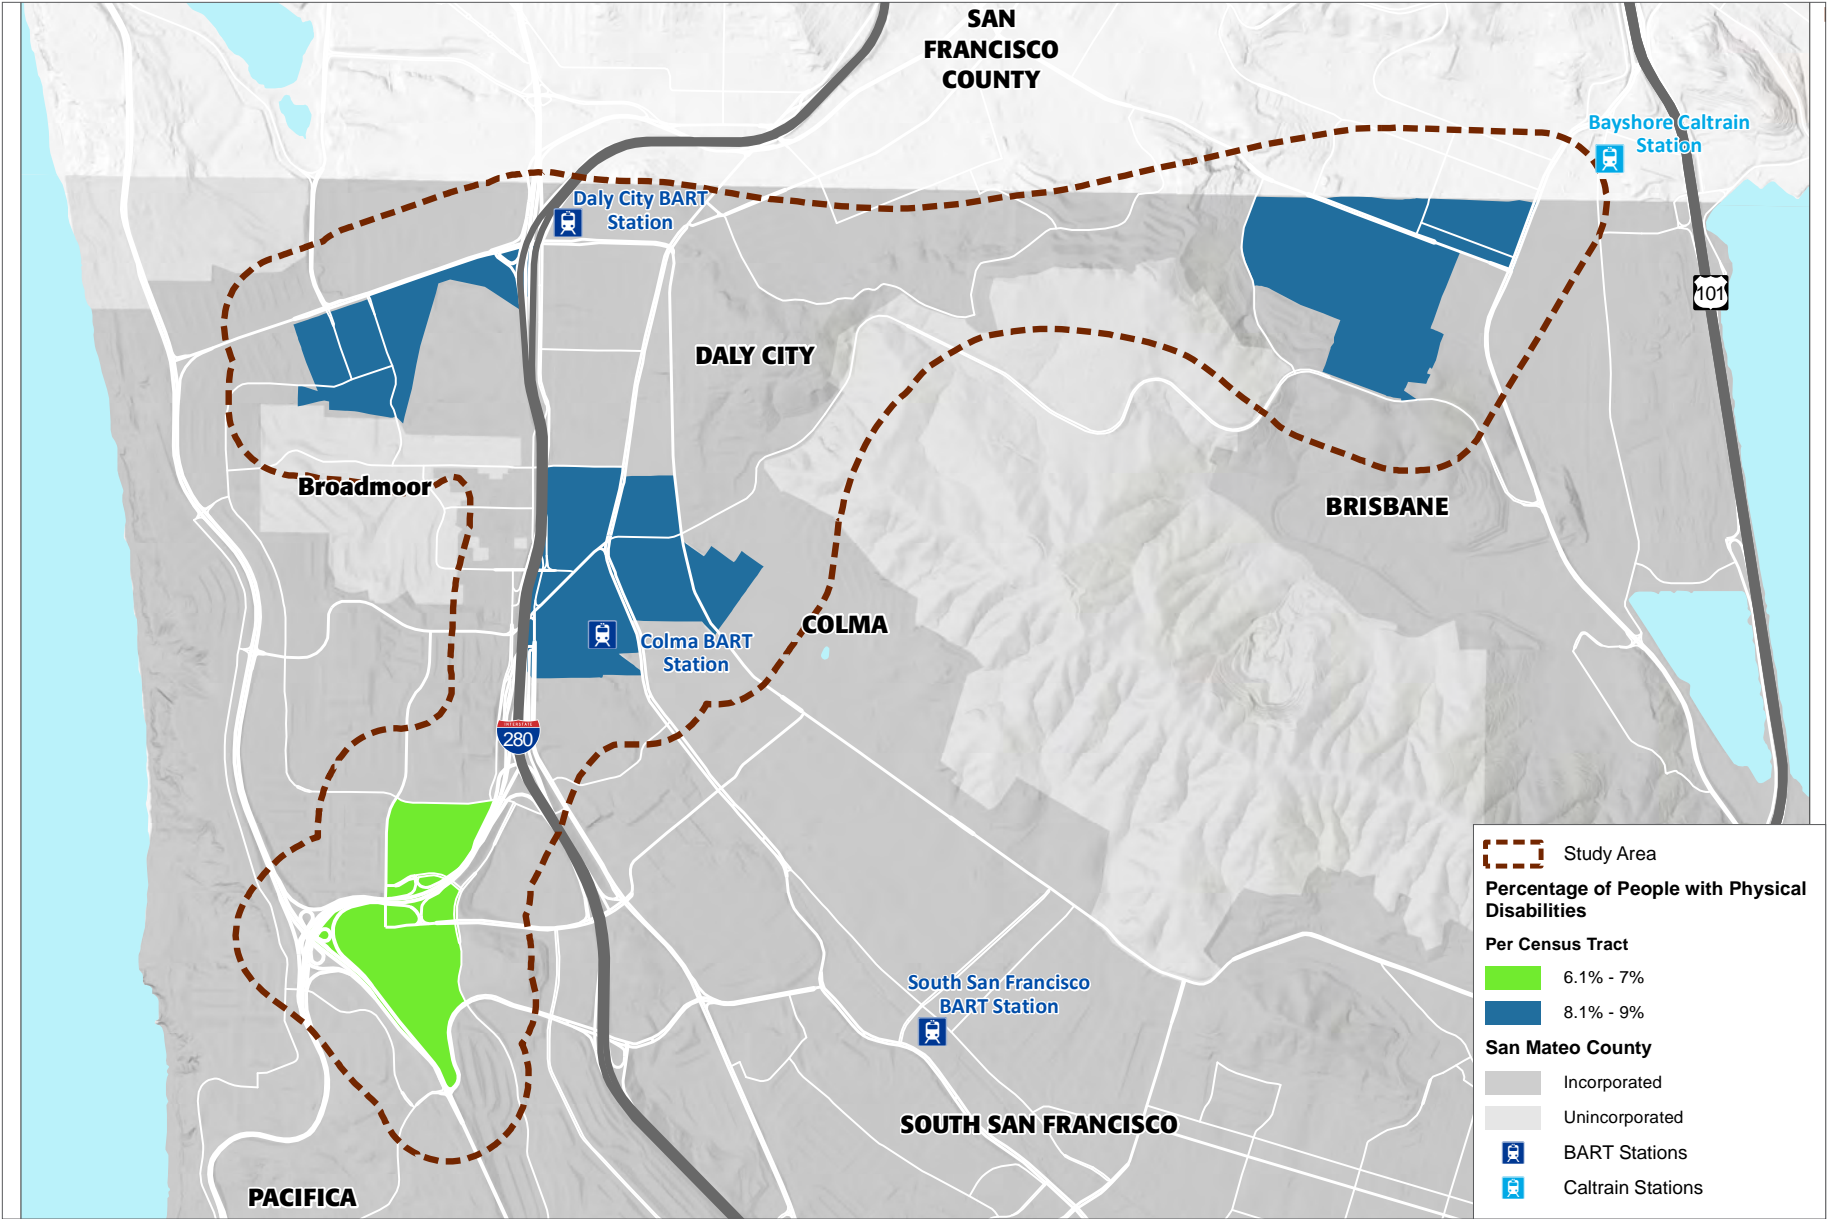 SAN
FRANCISCO
COUNTY
Bayshore Caltrain
Station
Daly City BART
Station
101
DALY CITY
Broadmoor
BRISBANE
COLMA
Colma BART
Station
INTERSTATE
280
South San Francisco
BART Station
SOUTH SAN FRANCISCO
PACIFICA
Study Area
Percentage of People with Physical
Disabilities
Per Census Tract
6.1% - 7%
8.1% - 9%
San Mateo County
Incorporated
Unincorporated
BART Stations
Caltrain Stations